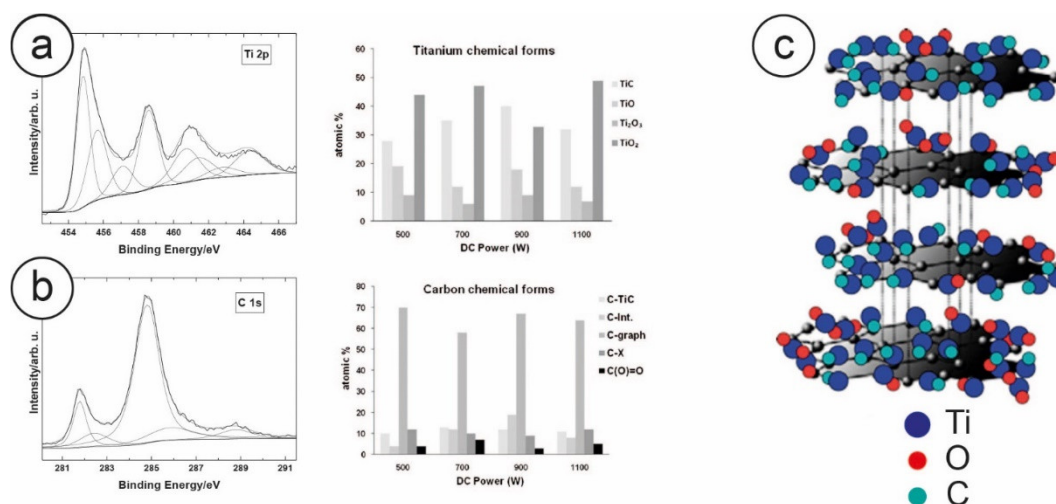 a
Ti 2p
Intensity/arb. u.
454 456 458 460 462 464 466
Binding Energy/eV
Titanium chemical forms
TiC
TiO
Ti₂O₃
TiO₂
atomic %
60
50
40
30
20
10
0
500 700 900 1100
DC Power (W)
b
C 1s
Intensity/arb. u.
281 283 285 287 289 291
Binding Energy/eV
Carbon chemical forms
C-TiC
C-Int.
C-graph
C-X
C(O)=O
atomic %
80
70
60
50
40
30
20
10
0
500 700 900 1100
DC Power (W)
c
Ti
O
C